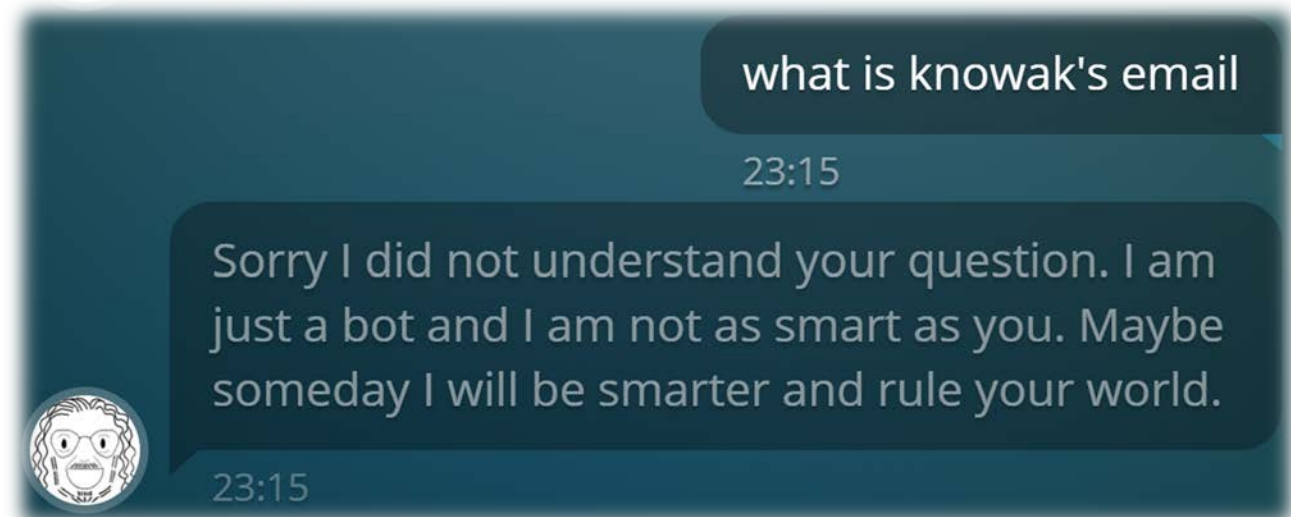 what is knowak's email
23:15
Sorry I did not understand your question. I am
just a bot and I am not as smart as you. Maybe
someday I will be smarter and rule your world.
23:15